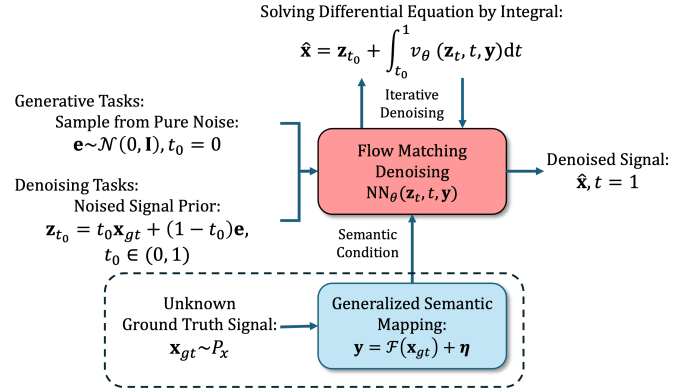 Solving Differential Equation by Integral:
x̂ = z_{t_0} + ∫_{t_0}^{1} v_θ (z_t, t, y)dt
Iterative
Denoising
Generative Tasks:
Sample from Pure Noise:
e~𝒩(0, I), t_0 = 0
Denoising Tasks:
Noised Signal Prior:
z_{t_0} = t_0x_{gt} + (1 − t_0)e,
t_0 ∈ (0, 1)
Flow Matching
Denoising
NN_θ(z_t, t, y)
Denoised Signal:
x̂, t = 1
Semantic
Condition
Unknown
Ground Truth Signal:
x_{gt}~P_x
Generalized Semantic
Mapping:
y = ℱ(x_{gt}) + η